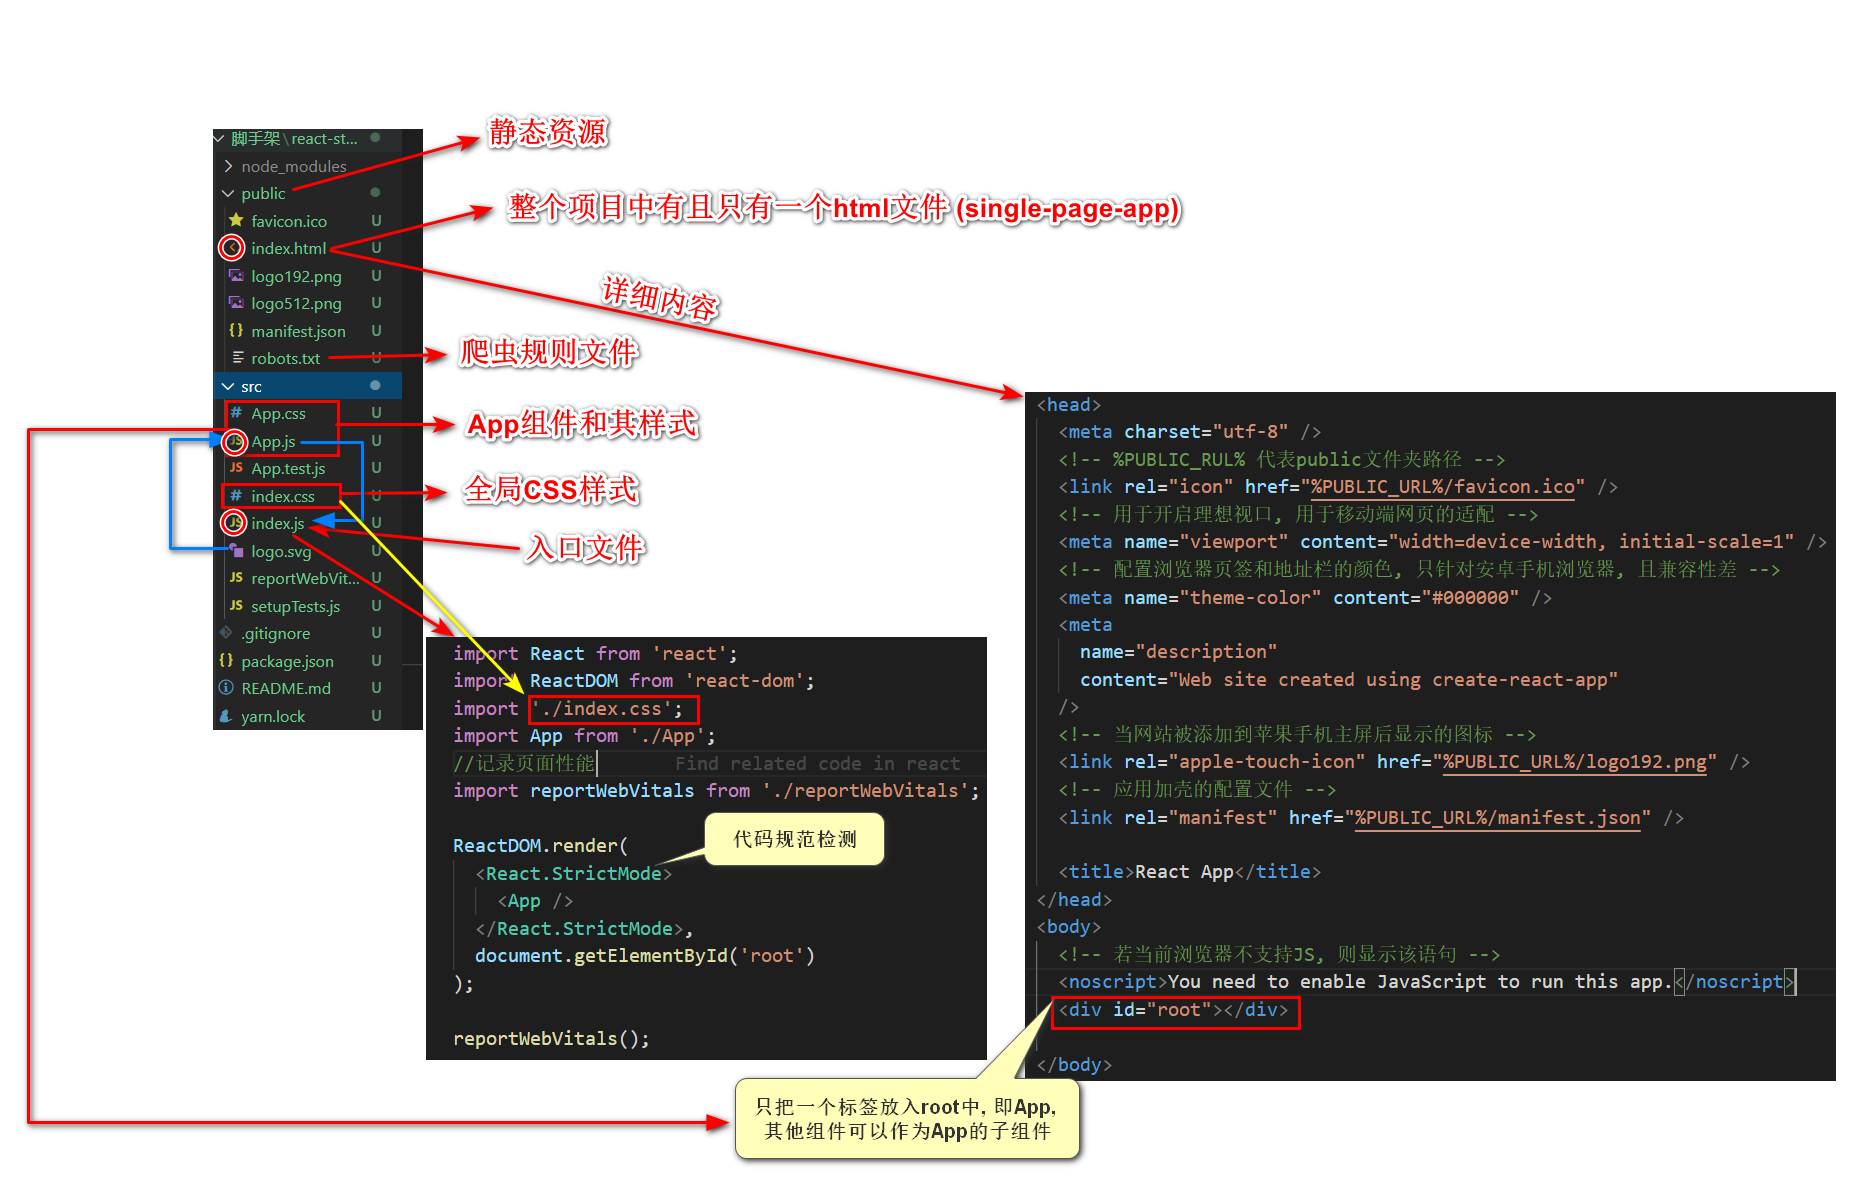 脚手架\react-st...
node_modules
public
favicon.ico U
index.html U
logo192.png U
logo512.png U
manifest.json U
robots.txt U
src
App.css U
App.js U
App.test.js U
index.css U
index.js U
logo.svg U
reportWebVit... U
setupTests.js U
.gitignore U
package.json U
README.md U
yarn.lock U
静态资源
整个项目中有且只有一个html文件 (single-page-app)
详细内容
爬虫规则文件
App组件和其样式
全局CSS样式
入口文件
import React from 'react';
import ReactDOM from 'react-dom';
import './index.css';
import App from './App';
//记录页面性能 Find related code in react
import reportWebVitals from './reportWebVitals';
代码规范检测
ReactDOM.render(
<React.StrictMode>
<App />
</React.StrictMode>,
document.getElementById('root')
);
reportWebVitals();
<head>
<meta charset="utf-8" />
<!-- %PUBLIC_RUL% 代表public文件夹路径 -->
<link rel="icon" href="%PUBLIC_URL%/favicon.ico" />
<!-- 用于开启理想视口, 用于移动端网页的适配 -->
<meta name="viewport" content="width=device-width, initial-scale=1" />
<!-- 配置浏览器页签和地址栏的颜色, 只针对安卓手机浏览器, 且兼容性差 -->
<meta name="theme-color" content="#000000" />
<meta
name="description"
content="Web site created using create-react-app"
/>
<!-- 当网站被添加到苹果手机主屏后显示的图标 -->
<link rel="apple-touch-icon" href="%PUBLIC_URL%/logo192.png" />
<!-- 应用加壳的配置文件 -->
<link rel="manifest" href="%PUBLIC_URL%/manifest.json" />
<title>React App</title>
</head>
<body>
<!-- 若当前浏览器不支持JS, 则显示该语句 -->
<noscript>You need to enable JavaScript to run this app.</noscript>
<div id="root"></div>
</body>
只把一个标签放入root中, 即App,
其他组件可以作为App的子组件